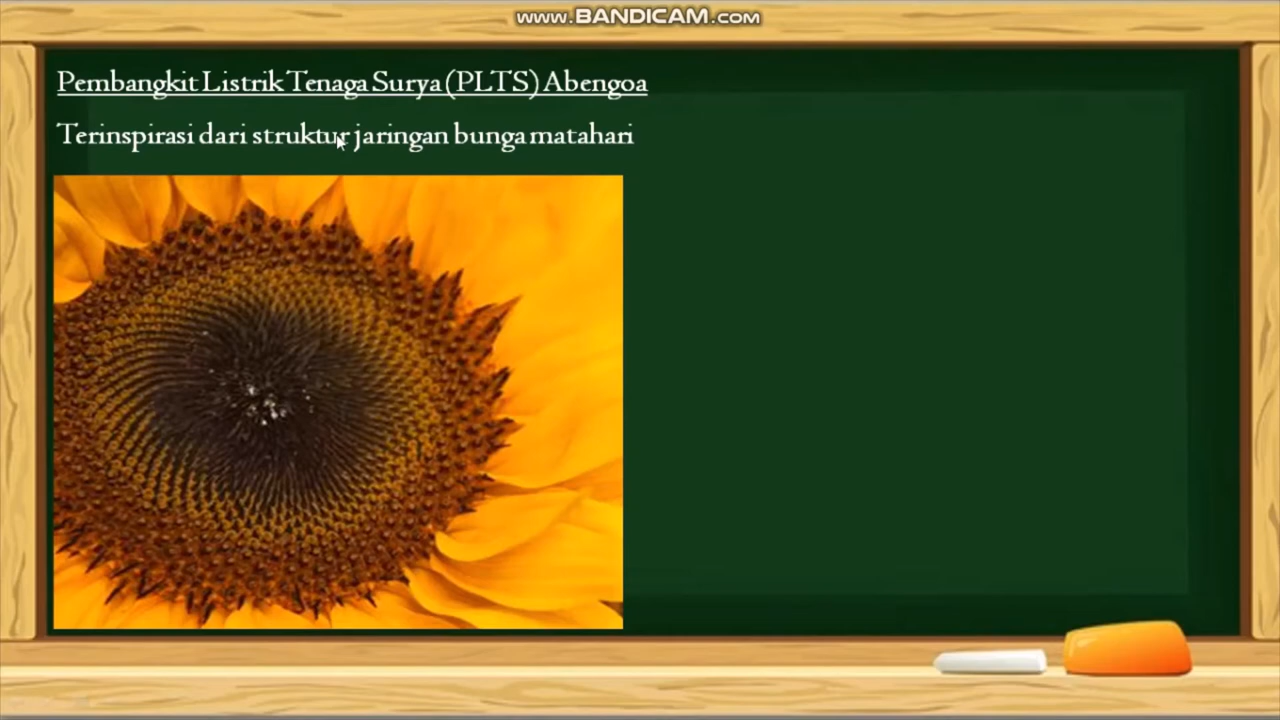 www.BANDICAM.com
Pembangkit Listrik Tenaga Surya (PLTS) Abengoa
Terinspirasi dari struktur jaringan bunga matahari